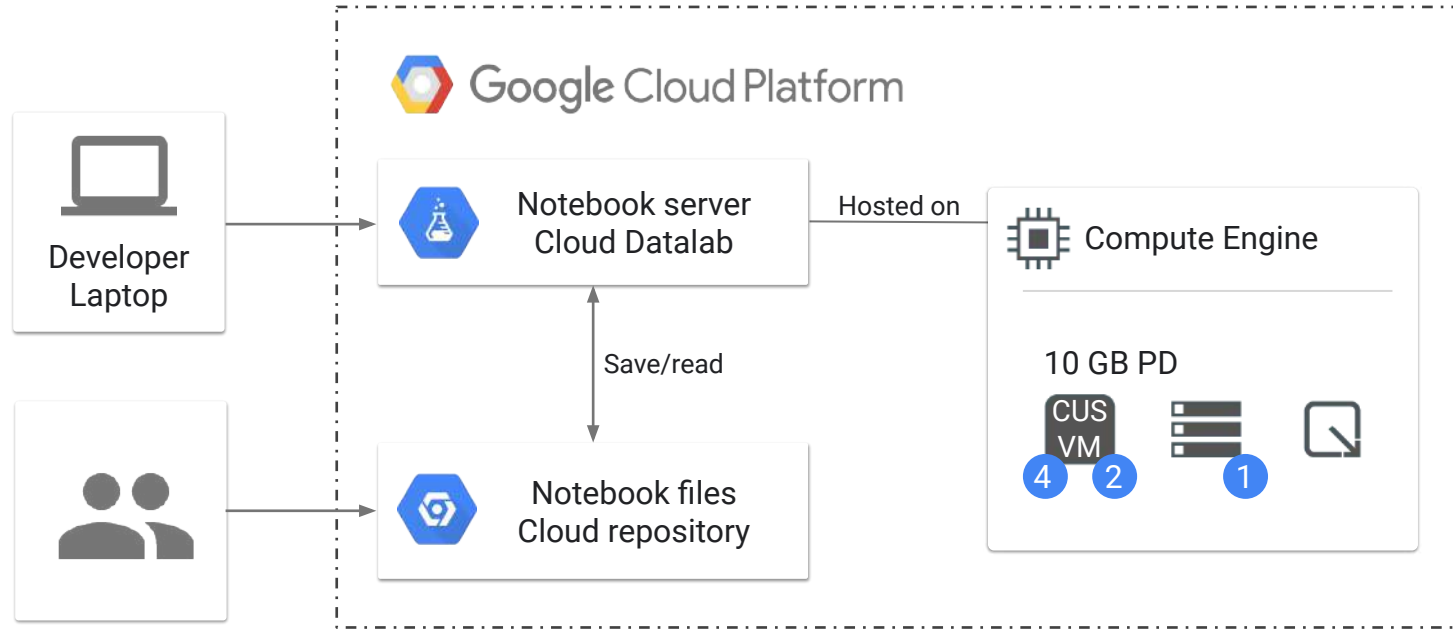 Google Cloud Platform
Developer
Laptop
Notebook server
Cloud Datalab
Hosted on
Compute Engine
Save/read
10 GB PD
CUS
VM
4
2
1
Notebook files
Cloud repository